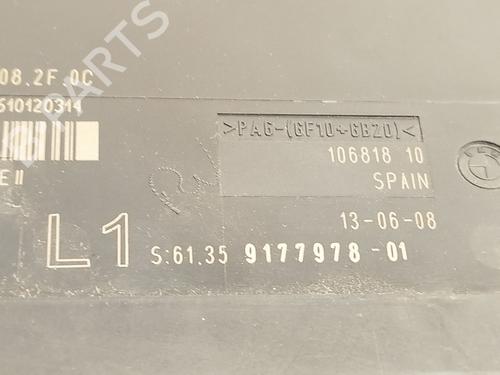 08.2F 0C
610120314
>PA6-(GF10+GB20)<
106818 10
SPAIN
E II
13-06-08
L1
S:61.35 9177978-01
B PARTS